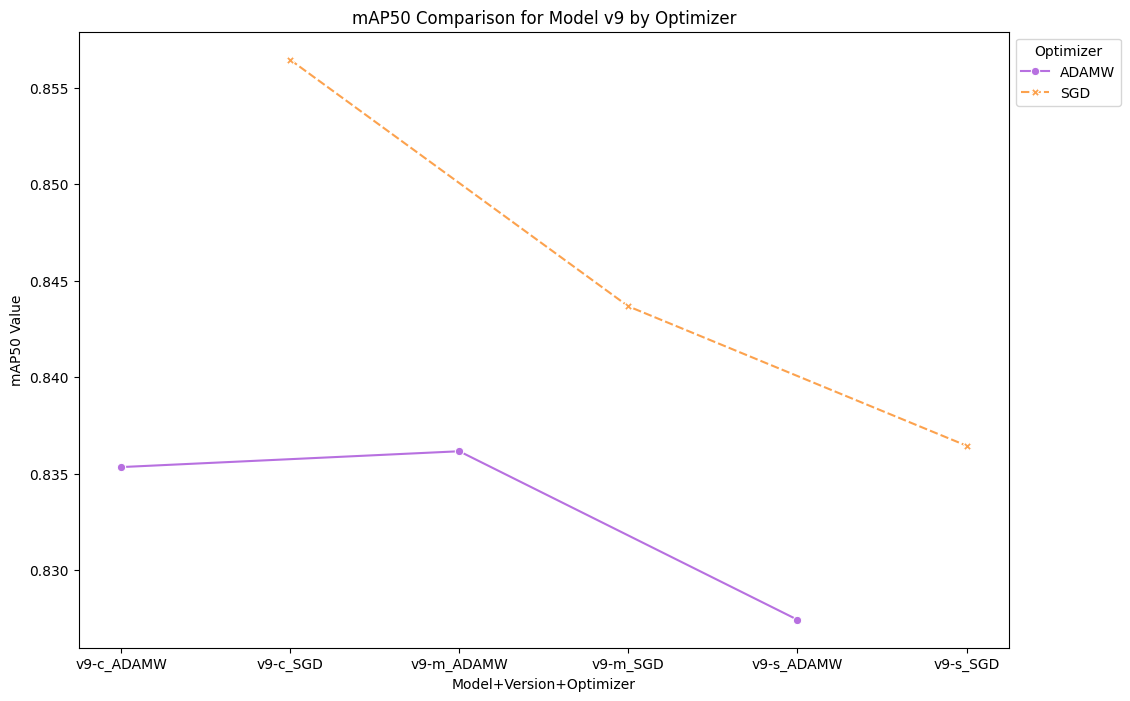 mAP50 Comparison for Model v9 by Optimizer
Optimizer
ADAMW
SGD
mAP50 Value
0.855
0.850
0.845
0.840
0.835
0.830
v9-c_ADAMW
v9-c_SGD
v9-m_ADAMW
v9-m_SGD
v9-s_ADAMW
v9-s_SGD
Model+Version+Optimizer